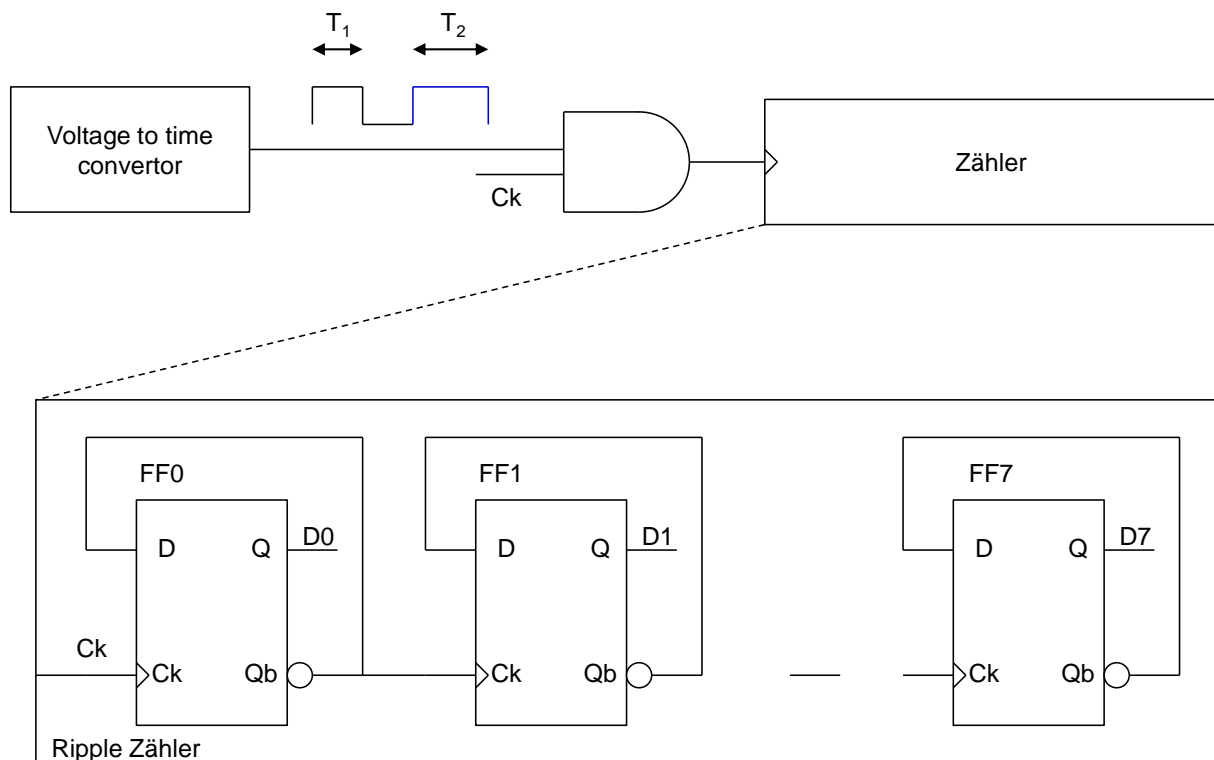 T1 T2
Voltage to time
convertor
Ck
Zähler
FF0 FF1 FF7
D Q D0 D Q D1 D Q D7
Ck Ck Qb Ck Qb Ck Qb
Ripple Zähler